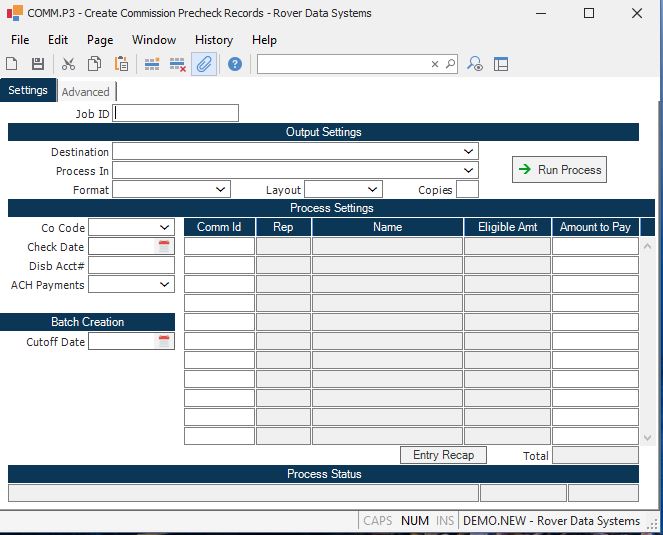 COMM.P3 - Create Commission Precheck Records - Rover Data Systems
File Edit Page Window History Help
Settings Advanced
Job ID
Output Settings
Destination
Process In
Run Process
Format Layout Copies
Process Settings
Co Code
Comm Id Rep Name Eligible Amt Amount to Pay
Check Date
Disb Acct#
ACH Payments
Batch Creation
Cutoff Date
Entry Recap Total
Process Status
CAPS NUM INS DEMO.NEW - Rover Data Systems